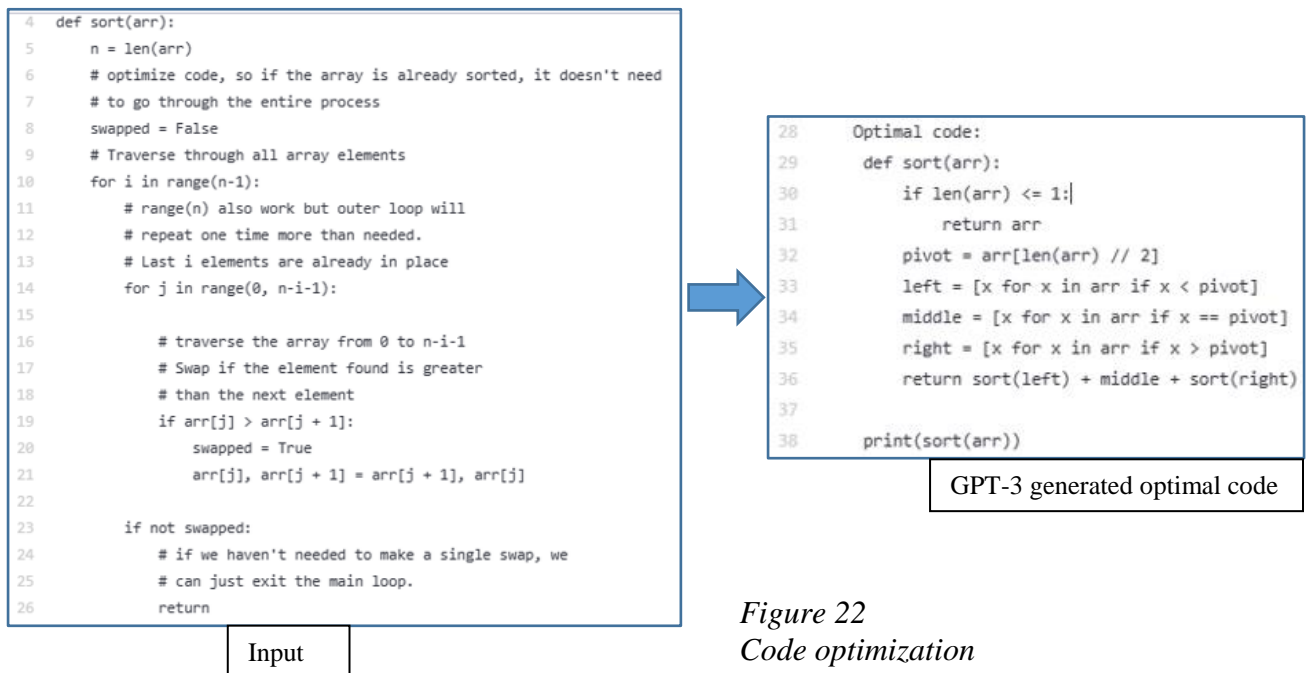 4 def sort(arr):
5     n = len(arr)
6     # optimize code, so if the array is already sorted, it doesn't need
7     # to go through the entire process
8     swapped = False
9     # Traverse through all array elements
10     for i in range(n-1):
11         # range(n) also work but outer loop will
12         # repeat one time more than needed.
13         # Last i elements are already in place
14         for j in range(0, n-i-1):
15
16             # traverse the array from 0 to n-i-1
17             # Swap if the element found is greater
18             # than the next element
19             if arr[j] > arr[j + 1]:
20                 swapped = True
21                 arr[j], arr[j + 1] = arr[j + 1], arr[j]
22
23         if not swapped:
24             # if we haven't needed to make a single swap, we
25             # can just exit the main loop.
26             return
Input
28 Optimal code:
29  def sort(arr):
30      if len(arr) <= 1:
31          return arr
32      pivot = arr[len(arr) // 2]
33      left = [x for x in arr if x < pivot]
34      middle = [x for x in arr if x == pivot]
35      right = [x for x in arr if x > pivot]
36      return sort(left) + middle + sort(right)
37
38  print(sort(arr))
GPT-3 generated optimal code
Figure 22
Code optimization